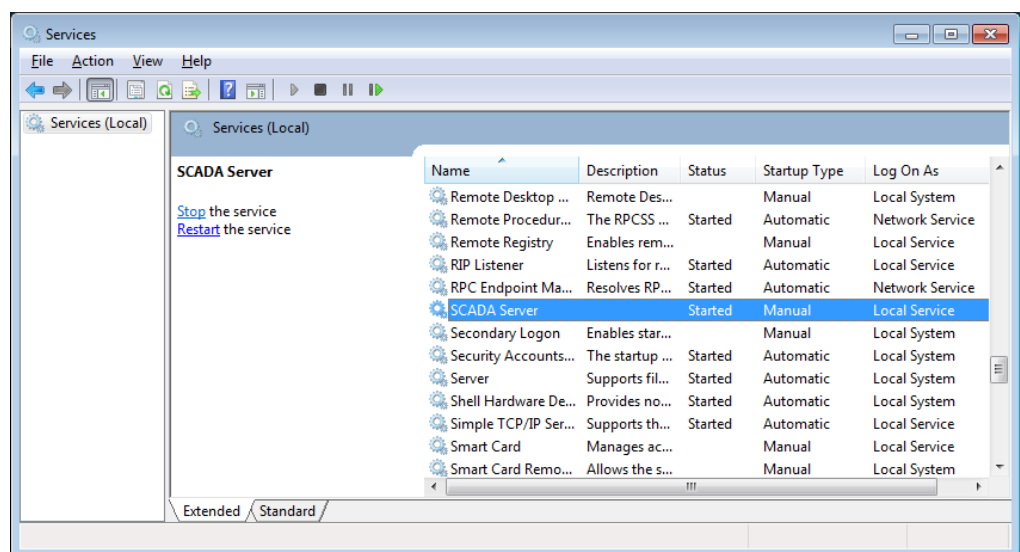 Services
File Action View Help
Services (Local)
Services (Local)
SCADA Server
Stop the service
Restart the service
Name Description Status Startup Type Log On As
Remote Desktop ... Remote Des... Manual Local System
Remote Procedur... The RPCSS ... Started Automatic Network Service
Remote Registry Enables rem... Manual Local Service
RIP Listener Listens for r... Started Automatic Local Service
RPC Endpoint Ma... Resolves RP... Started Automatic Network Service
SCADA Server Started Manual Local Service
Secondary Logon Enables star... Manual Local System
Security Accounts... The startup ... Started Automatic Local System
Server Supports fil... Started Automatic Local System
Shell Hardware De... Provides no... Started Automatic Local System
Simple TCP/IP Ser... Supports th... Started Automatic Local Service
Smart Card Manages ac... Manual Local Service
Smart Card Remo... Allows the s... Manual Local System
Extended Standard